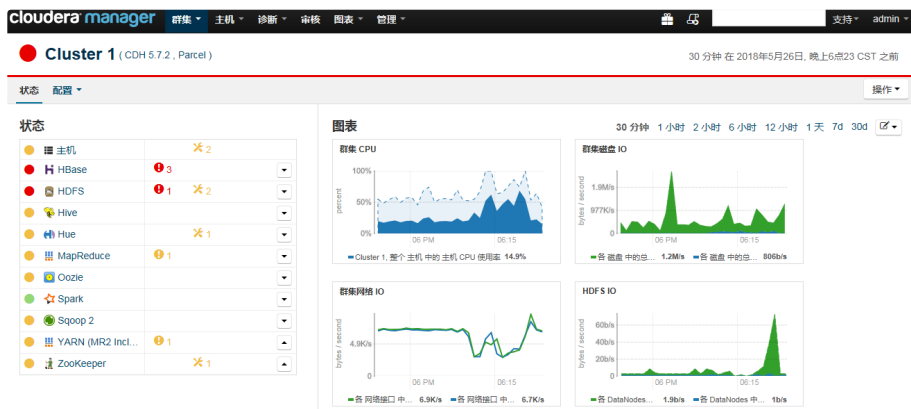 cloudera manager 群集 主机 诊断 审核 图表 管理 支持 admin
Cluster 1 ( CDH 5.7.2 , Parcel )
30 分钟 在 2018年5月26日, 晚上6点23 CST 之前
状态 配置 操作
状态
主机 2
HBase 3
HDFS 1 2
Hive
Hue 1
MapReduce 1
Oozie
Spark
Sqoop 2
YARN (MR2 Incl... 1
ZooKeeper 1
图表
30 分钟 1 小时 2 小时 6 小时 12 小时 1 天 7d 30d
群集 CPU
percent
100%
50%
0%
06 PM 06:15
Cluster 1, 整个 主机 中的 主机 CPU 使用率 14.9%
群集磁盘 IO
bytes / second
1.9M/s
977K/s
0
06 PM 06:15
各 磁盘 中的总... 1.2M/s 各 磁盘 中的总... 806b/s
群集网络 IO
bytes / second
4.9K/s
0
06 PM 06:15
各 网络接口 中... 6.9K/s 各 网络接口 中... 6.7K/s
HDFS IO
bytes / second
60b/s
40b/s
20b/s
0
06 PM 06:15
各 DataNodes... 1.9b/s 各 DataNodes 中... 1b/s